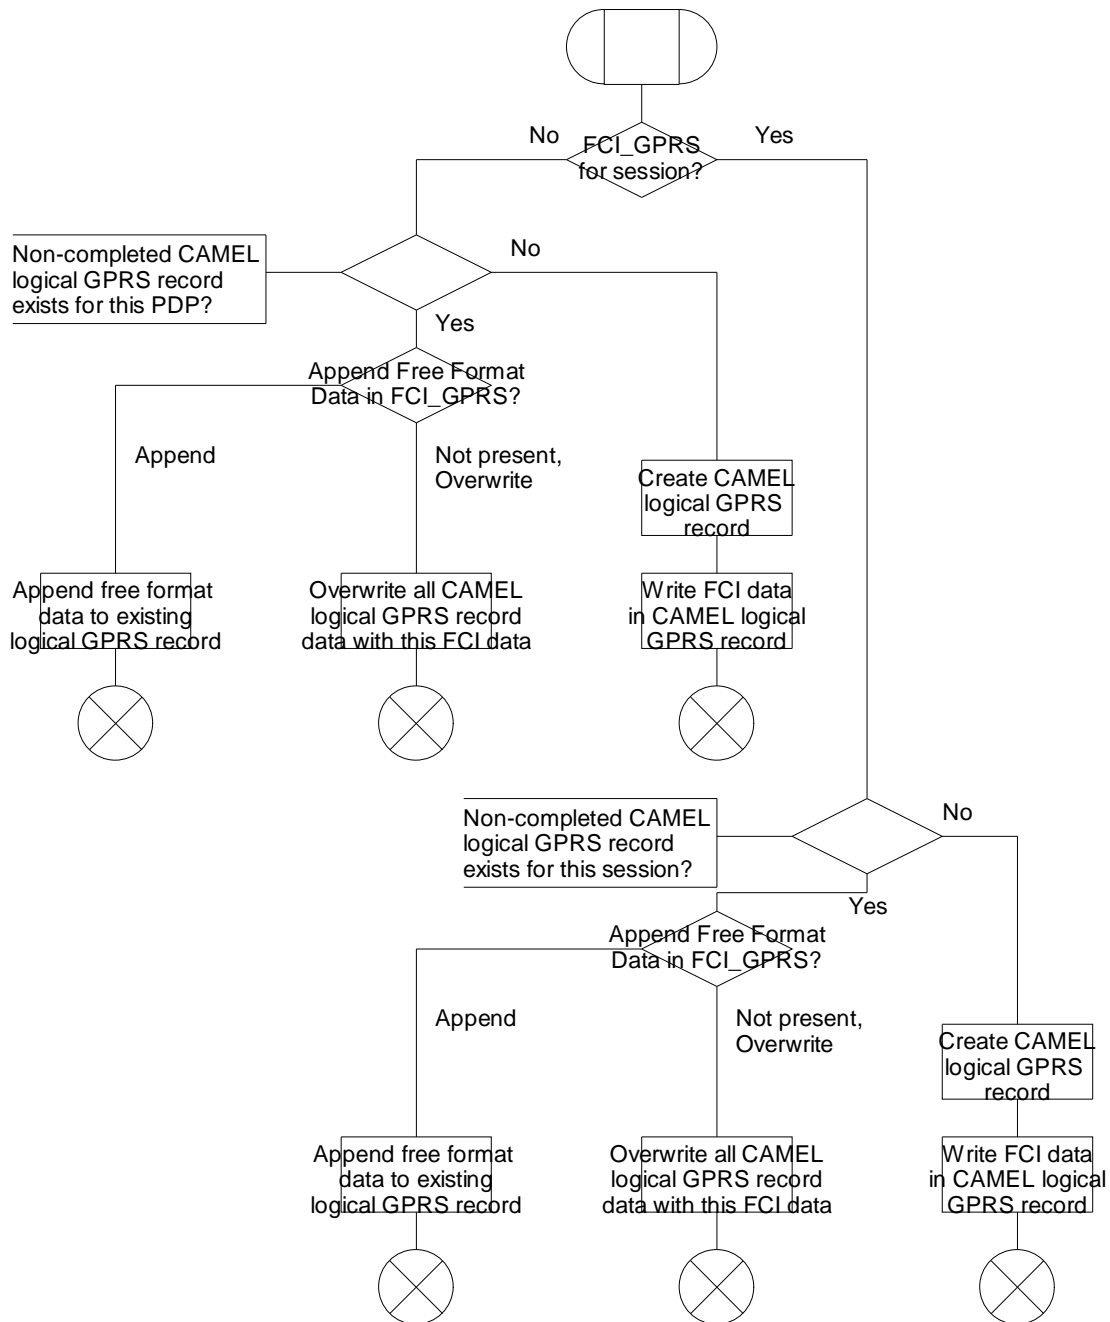 No
FCI_GPRS
for session?
Yes
Non-completed CAMEL
logical GPRS record
exists for this PDP?
No
Yes
Append Free Format
Data in FCI_GPRS?
Append
Not present,
Overwrite
Create CAMEL
logical GPRS
record
Append free format
data to existing
logical GPRS record
Overwrite all CAMEL
logical GPRS record
data with this FCI data
Write FCI data
in CAMEL logical
GPRS record
Non-completed CAMEL
logical GPRS record
exists for this session?
No
Yes
Append Free Format
Data in FCI_GPRS?
Append
Not present,
Overwrite
Create CAMEL
logical GPRS
record
Append free format
data to existing
logical GPRS record
Overwrite all CAMEL
logical GPRS record
data with this FCI data
Write FCI data
in CAMEL logical
GPRS record